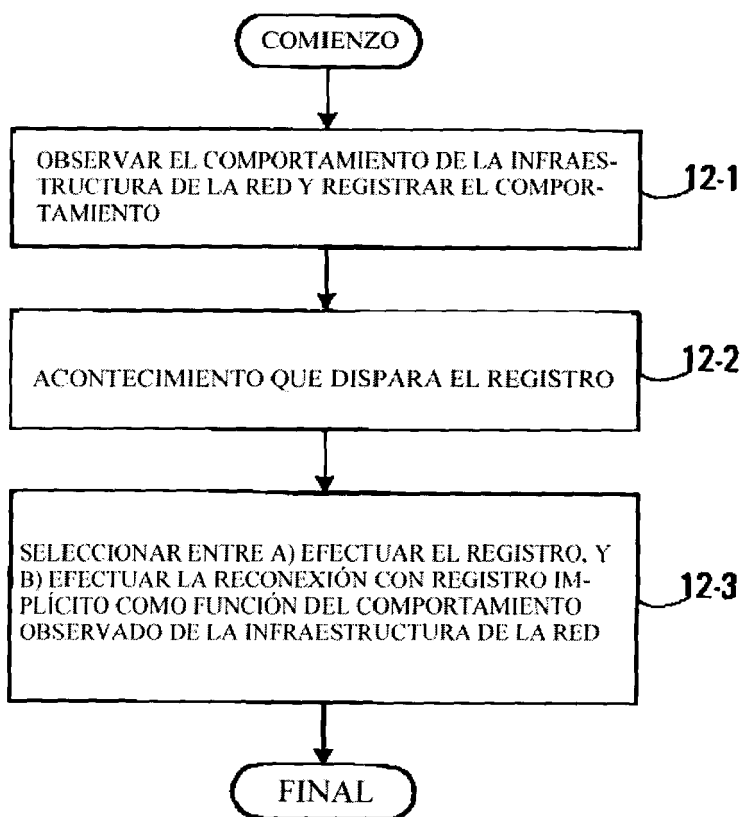 COMIENZO
OBSERVAR EL COMPORTAMIENTO DE LA INFRAES-
TRUCTURA DE LA RED Y REGISTRAR EL COMPOR-
TAMIENTO
12-1
ACONTECIMIENTO QUE DISPARA EL REGISTRO
12-2
SELECCIONAR ENTRE A) EFECTUAR EL REGISTRO, Y
B) EFECTUAR LA RECONEXIÓN CON REGISTRO IM-
PLÍCITO COMO FUNCIÓN DEL COMPORTAMIENTO
OBSERVADO DE LA INFRAESTRUCTURA DE LA RED
12-3
FINAL